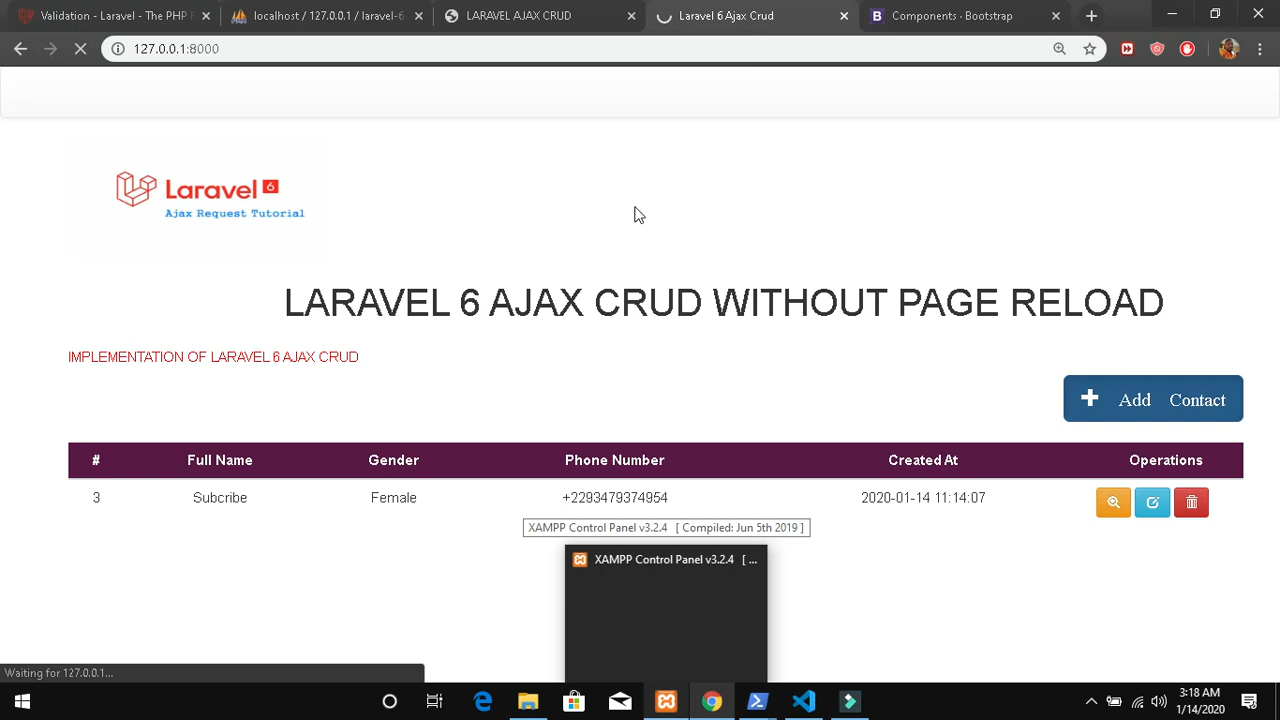 Validation - Laravel - The PHP F
localhost / 127.0.0.1 / laravel-6
LARAVEL AJAX CRUD
Laravel 6 Ajax Crud
B Components · Bootstrap
127.0.0.1:8000
Laravel 6
Ajax Request Tutorial
LARAVEL 6 AJAX CRUD WITHOUT PAGE RELOAD
IMPLEMENTATION OF LARAVEL 6 AJAX CRUD
Add Contact
# Full Name Gender Phone Number Created At Operations
3 Subcribe Female +2293479374954 2020-01-14 11:14:07
XAMPP Control Panel v3.2.4 [ Compiled: Jun 5th 2019 ]
XAMPP Control Panel v3.2.4 [ ...
Waiting for 127.0.0.1...
3:18 AM
1/14/2020